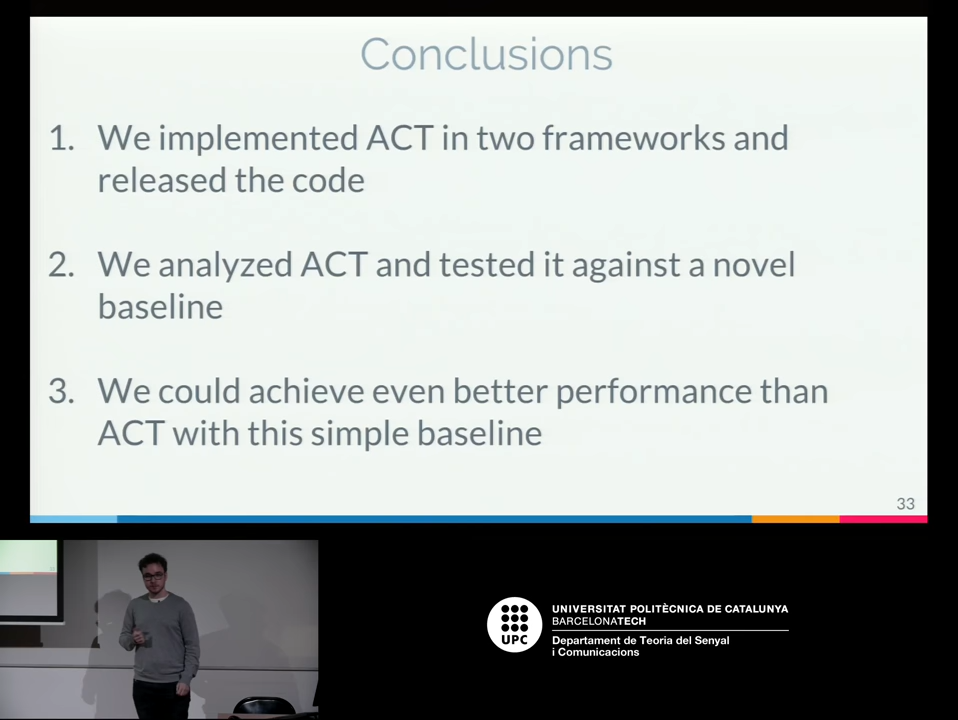 Conclusions
1. We implemented ACT in two frameworks and
released the code
2. We analyzed ACT and tested it against a novel
baseline
3. We could achieve even better performance than
ACT with this simple baseline
33
UPC
UNIVERSITAT POLITÈCNICA DE CATALUNYA
BARCELONATECH
Departament de Teoria del Senyal
i Comunicacions